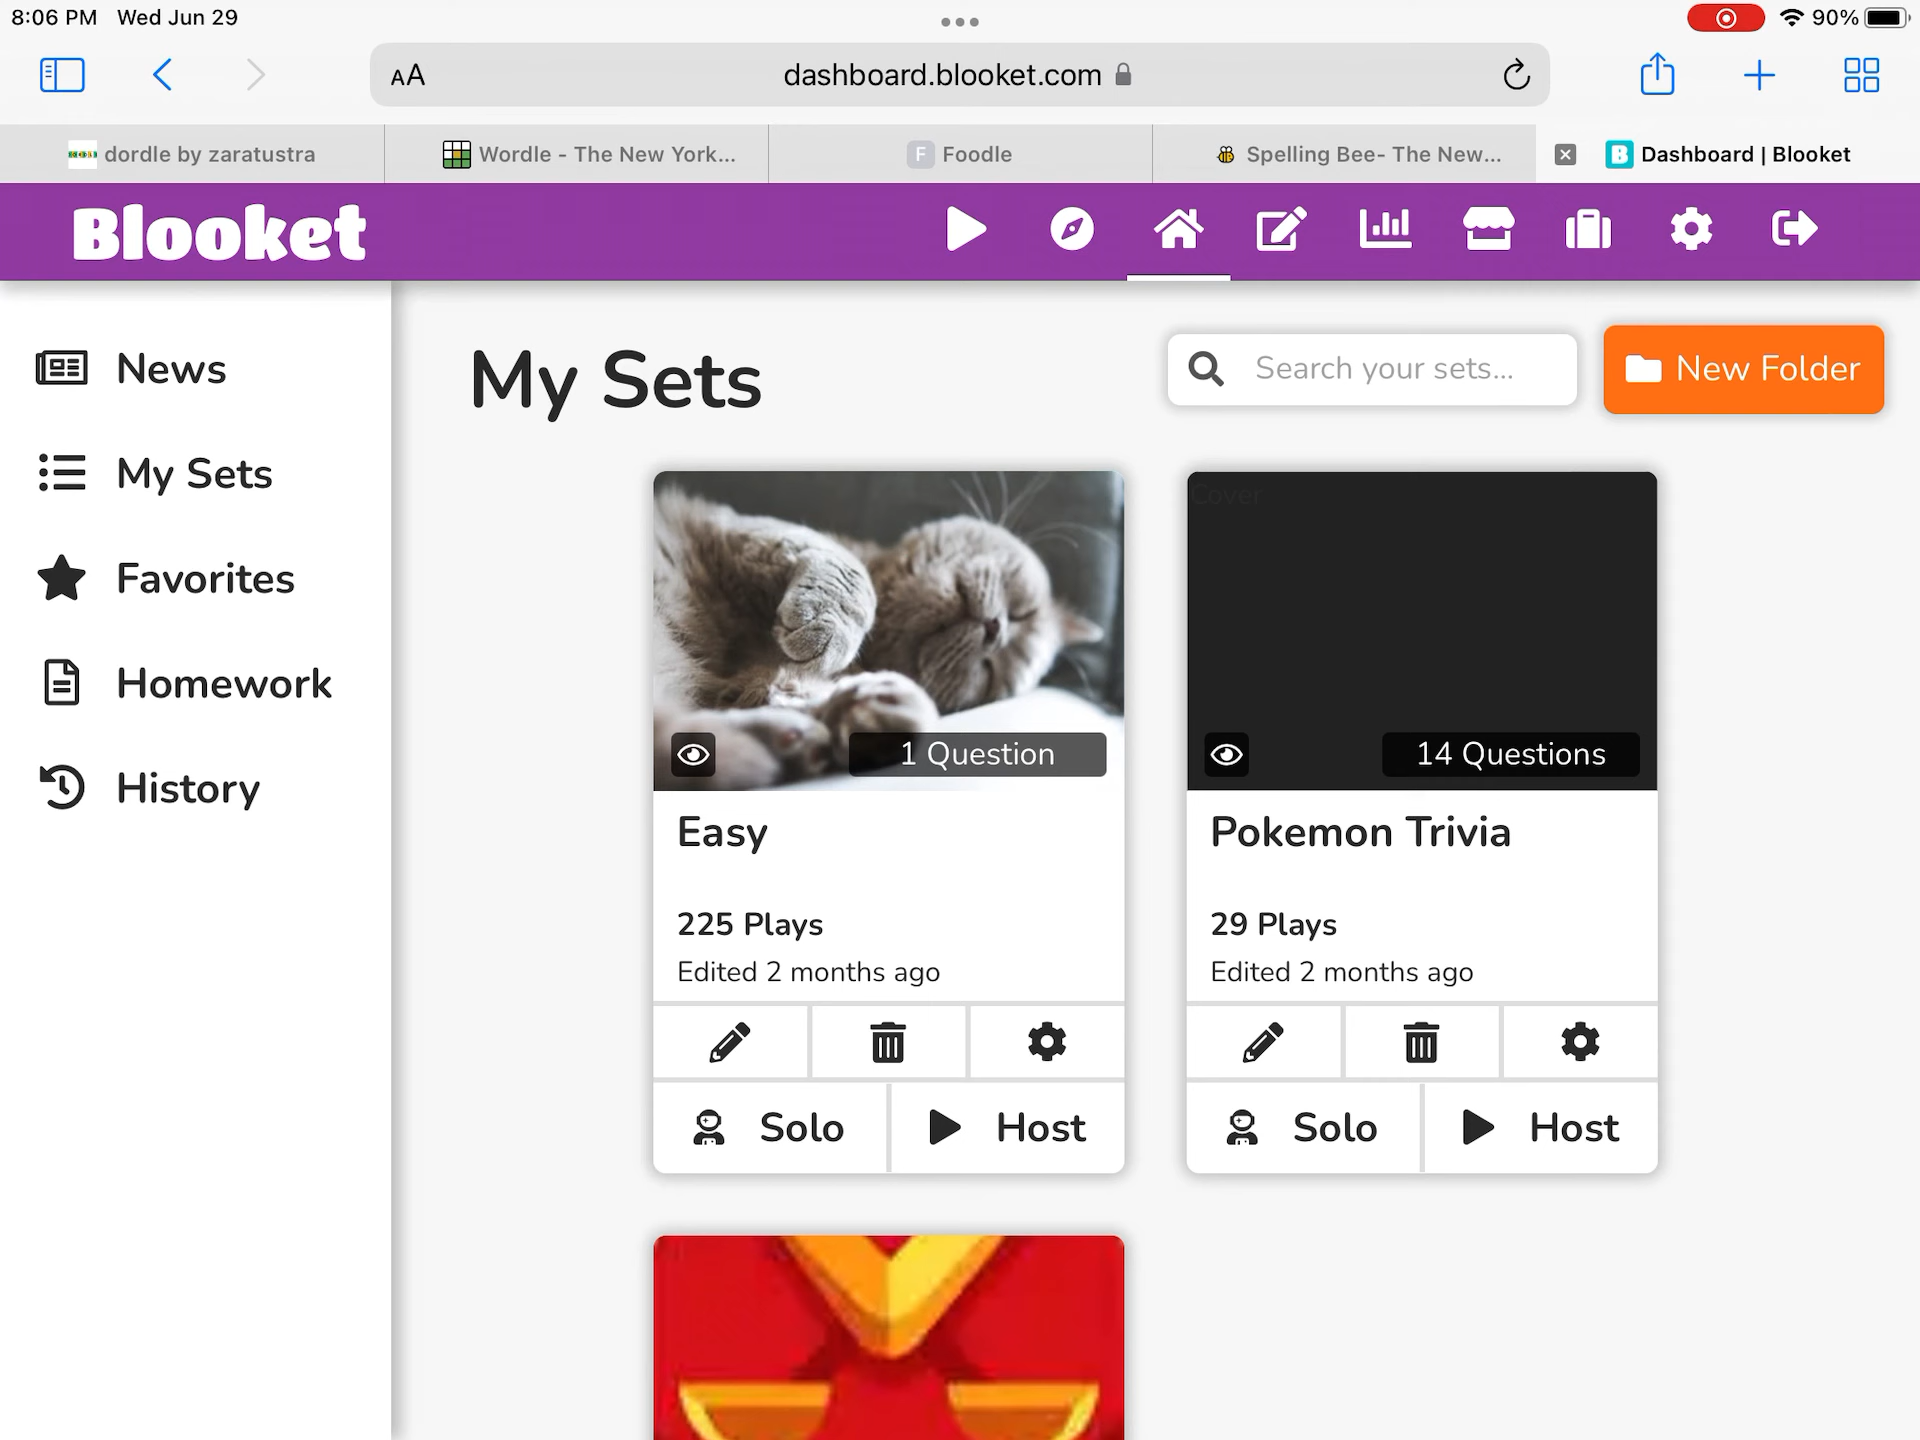 8:06 PM Wed Jun 29
90%
AA
dashboard.blooket.com
dordle by zaratustra
Wordle - The New York...
F Foodle
Spelling Bee- The New...
B Dashboard | Blooket
Blooket
News
My Sets
Favorites
Homework
History
My Sets
Search your sets...
New Folder
1 Question
Easy
225 Plays
Edited 2 months ago
Solo
Host
Cover
14 Questions
Pokemon Trivia
29 Plays
Edited 2 months ago
Solo
Host